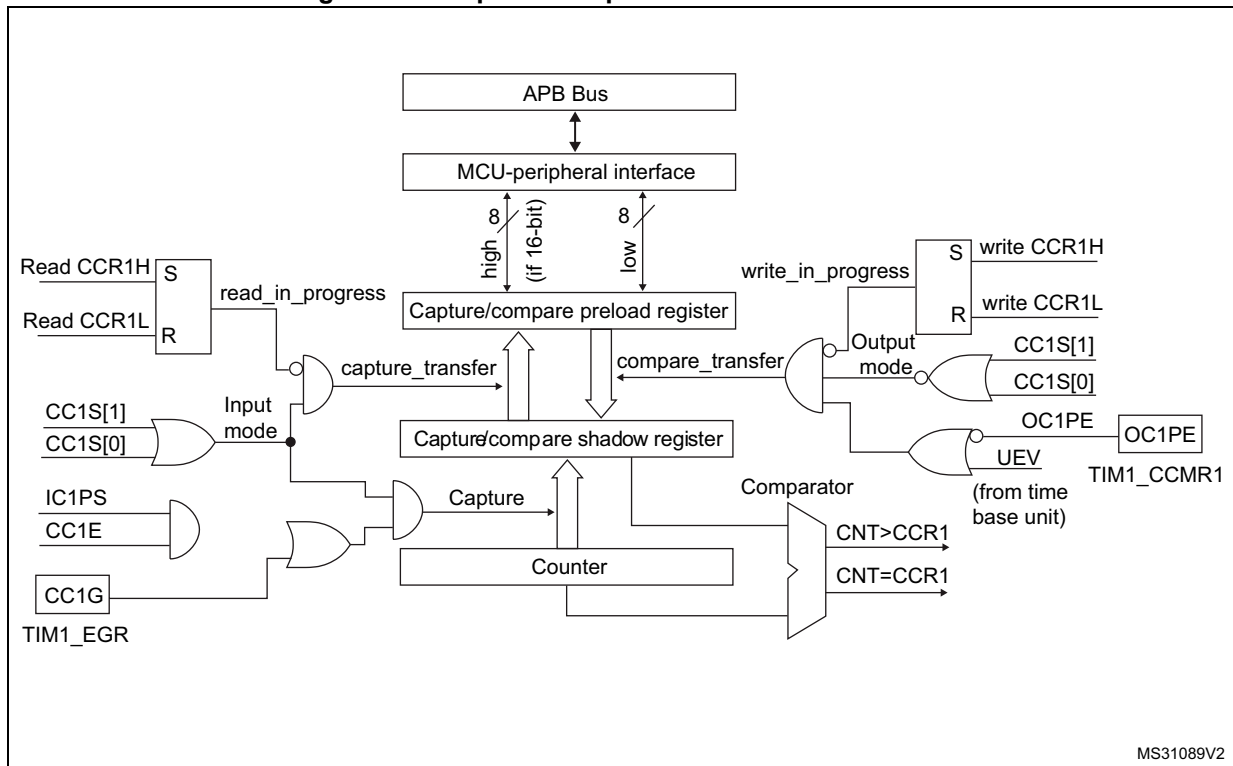 APB Bus
MCU-peripheral interface
8
high
(if 16-bit)
8
low
Read CCR1H
S
read_in_progress
Read CCR1L
R
write_in_progress
S
write CCR1H
R
write CCR1L
Capture/compare preload register
capture_transfer
compare_transfer
Output
mode
CC1S[1]
CC1S[0]
CC1S[1]
CC1S[0]
Input
mode
Capture/compare shadow register
OC1PE
OC1PE
UEV
TIM1_CCMR1
(from time
base unit)
IC1PS
CC1E
Capture
Comparator
CNT>CCR1
Counter
CNT=CCR1
CC1G
TIM1_EGR
MS31089V2